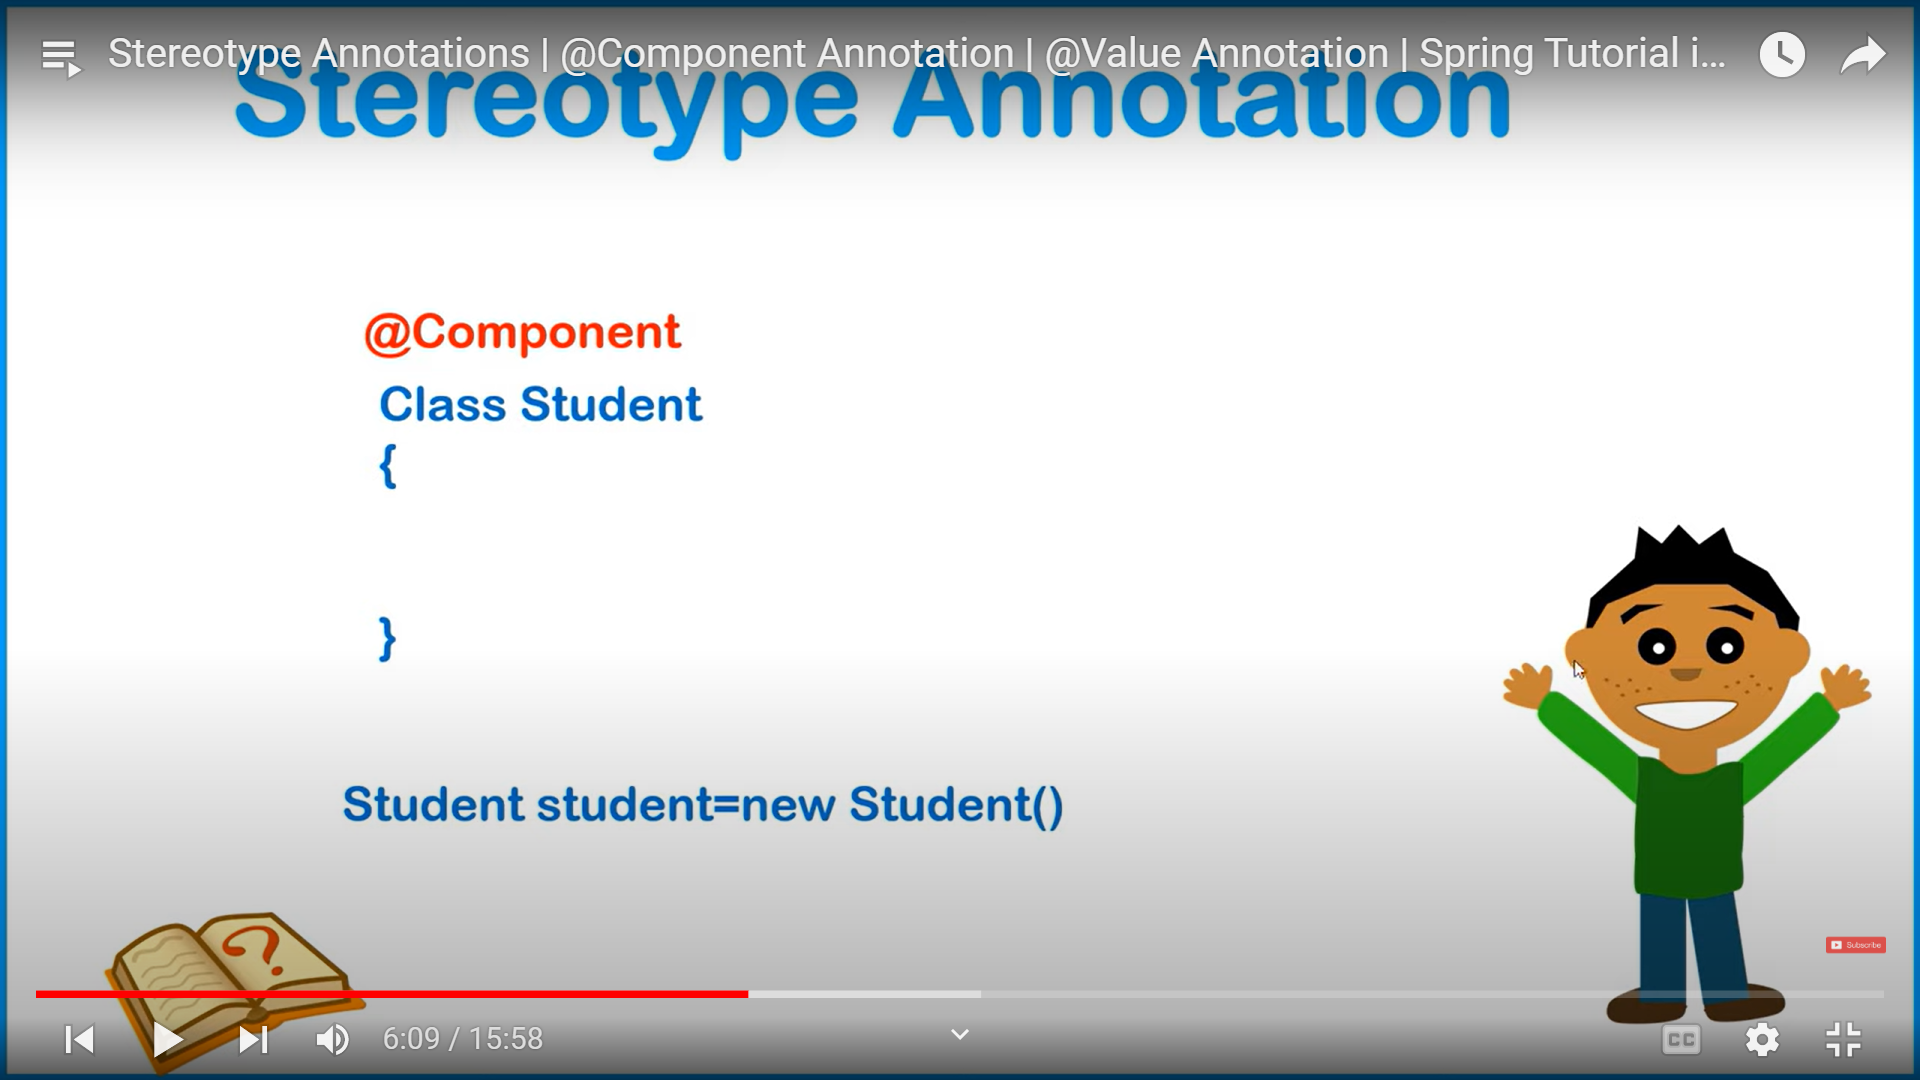 Stereotype Annotations | @Component Annotation | @Value Annotation | Spring Tutorial i...
Stereotype Annotation
@Component
Class Student
{
}
Student student=new Student()
?
Subscribe
6:09 / 15:58
CC